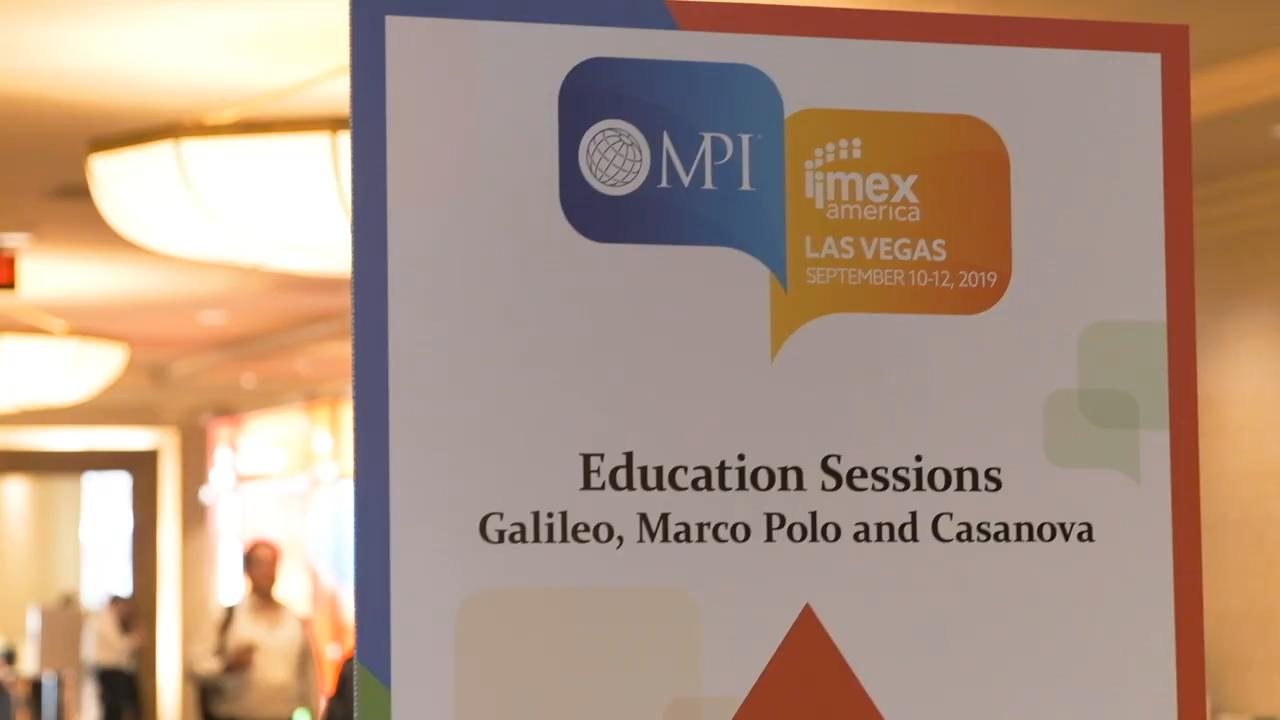 MPI
imex
america
LAS VEGAS
SEPTEMBER 10-12, 2019
Education Sessions
Galileo, Marco Polo and Casanova